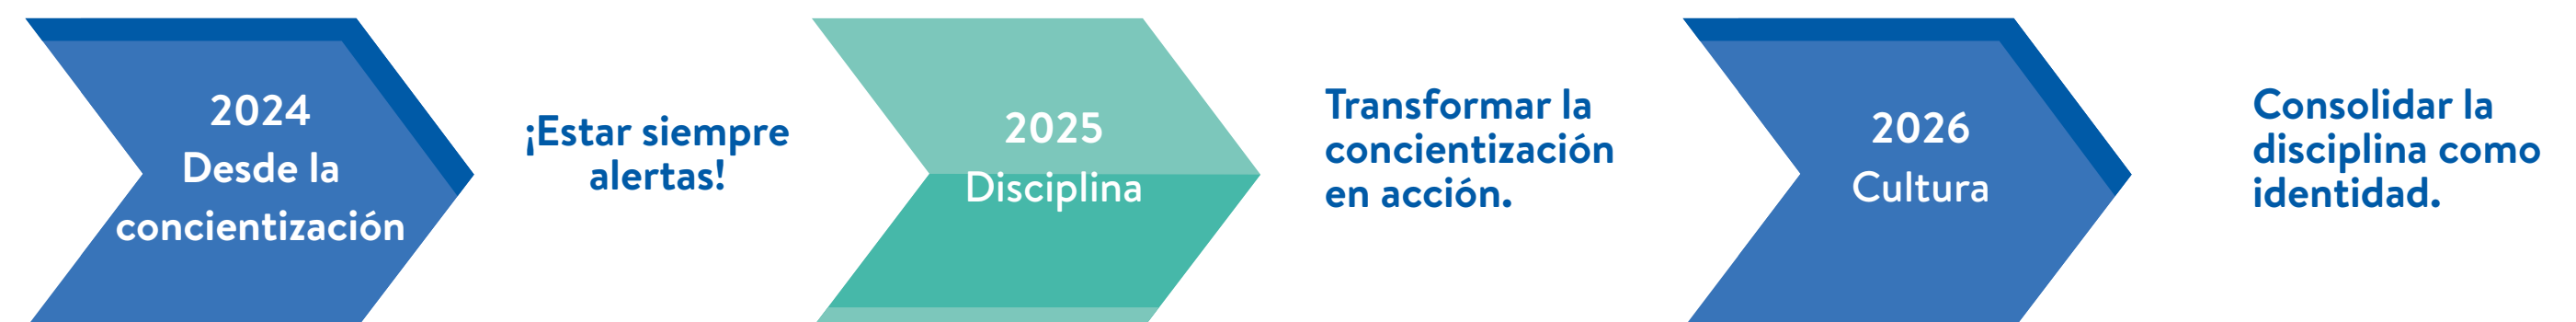 2024
Desde la
concientización
¡Estar siempre
alertas!
2025
Disciplina
Transformar la
concientización
en acción.
2026
Cultura
Consolidar la
disciplina como
identidad.